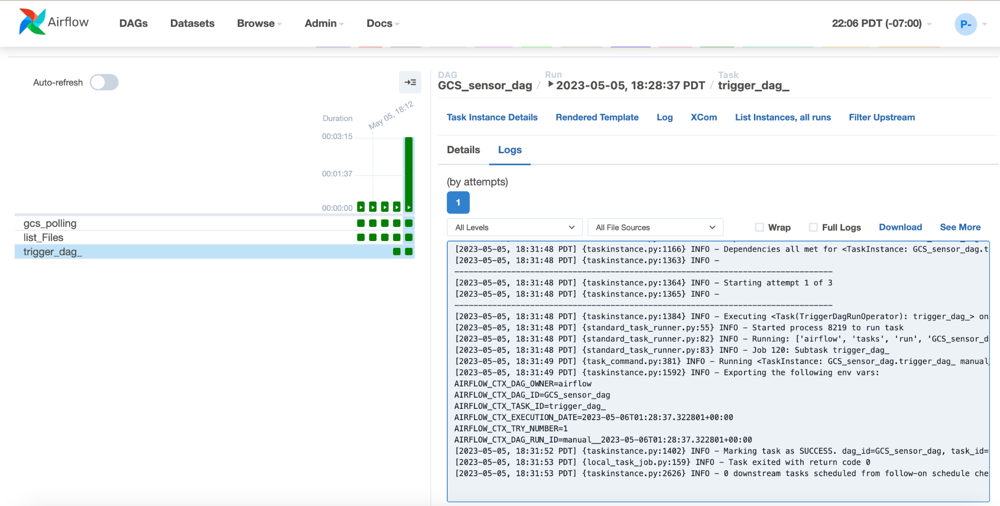 Airflow DAGs Datasets Browse Admin Docs 22:06 PDT (-07:00) P-
Auto-refresh
DAG Run Task
GCS_sensor_dag / 2023-05-05, 18:28:37 PDT / trigger_dag_
Task Instance Details Rendered Template Log XCom List Instances, all runs Filter Upstream
Details Logs
May 05, 18:12
Duration
00:03:15
00:01:37
00:00:00
gcs_polling
list_Files
trigger_dag_
(by attempts)
1
All Levels All File Sources Wrap Full Logs Download See More
[2023-05-05, 18:31:48 PDT] {taskinstance.py:1166} INFO - Dependencies all met for <TaskInstance: GCS_sensor_dag.t
[2023-05-05, 18:31:48 PDT] {taskinstance.py:1363} INFO -
--------------------------------------------------------------------------------
[2023-05-05, 18:31:48 PDT] {taskinstance.py:1364} INFO - Starting attempt 1 of 3
[2023-05-05, 18:31:48 PDT] {taskinstance.py:1365} INFO -
--------------------------------------------------------------------------------
[2023-05-05, 18:31:48 PDT] {taskinstance.py:1384} INFO - Executing <Task(TriggerDagRunOperator): trigger_dag_> on
[2023-05-05, 18:31:48 PDT] {standard_task_runner.py:55} INFO - Started process 8219 to run task
[2023-05-05, 18:31:48 PDT] {standard_task_runner.py:82} INFO - Running: ['airflow', 'tasks', 'run', 'GCS_sensor_d
[2023-05-05, 18:31:48 PDT] {standard_task_runner.py:83} INFO - Job 120: Subtask trigger_dag_
[2023-05-05, 18:31:49 PDT] {task_command.py:381} INFO - Running <TaskInstance: GCS_sensor_dag.trigger_dag_ manual_
[2023-05-05, 18:31:49 PDT] {taskinstance.py:1592} INFO - Exporting the following env vars:
AIRFLOW_CTX_DAG_OWNER=airflow
AIRFLOW_CTX_DAG_ID=GCS_sensor_dag
AIRFLOW_CTX_TASK_ID=trigger_dag_
AIRFLOW_CTX_EXECUTION_DATE=2023-05-06T01:28:37.322801+00:00
AIRFLOW_CTX_TRY_NUMBER=1
AIRFLOW_CTX_DAG_RUN_ID=manual__2023-05-06T01:28:37.322801+00:00
[2023-05-05, 18:31:52 PDT] {taskinstance.py:1402} INFO - Marking task as SUCCESS. dag_id=GCS_sensor_dag, task_id=
[2023-05-05, 18:31:53 PDT] {local_task_job.py:159} INFO - Task exited with return code 0
[2023-05-05, 18:31:53 PDT] {taskinstance.py:2626} INFO - 0 downstream tasks scheduled from follow-on schedule che